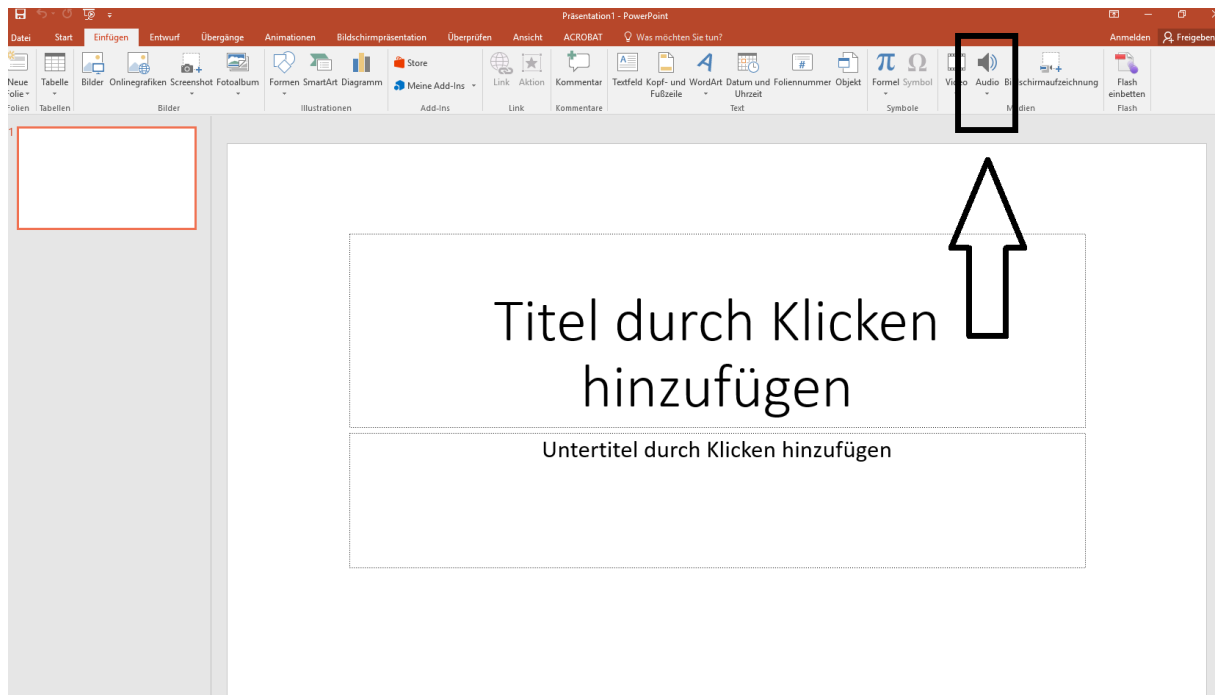 Präsentation1 - PowerPoint
Datei Start Einfügen Entwurf Übergänge Animationen Bildschirmpräsentation Überprüfen Ansicht ACROBAT Was möchten Sie tun? Anmelden Freigeben
Neue Tabelle Bilder Onlinegrafiken Screenshot Fotoalbum Formen SmartArt Diagramm Store Meine Add-Ins Link Aktion Kommentar Textfeld Kopf- und WordArt Datum und Foliennummer Objekt Formel Symbol Audio Flash
Fußzeile Uhrzeit einbetten
Tabellen Bilder Illustrationen Add-Ins Link Kommentare Text Symbole Flash
1
Titel durch Klicken
hinzufügen
Untertitel durch Klicken hinzufügen